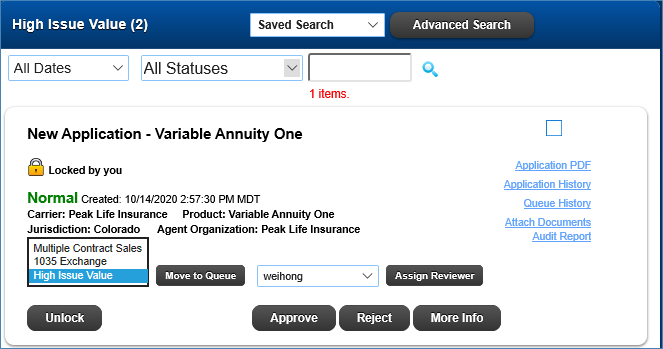 High Issue Value (2)
Saved Search
Advanced Search
All Dates
All Statuses
1 items.
New Application - Variable Annuity One
Locked by you
Application PDF
Application History
Queue History
Attach Documents
Audit Report
Normal Created: 10/14/2020 2:57:30 PM MDT
Carrier: Peak Life Insurance Product: Variable Annuity One
Jurisdiction: Colorado Agent Organization: Peak Life Insurance
Multiple Contract Sales
1035 Exchange
High Issue Value
Move to Queue
weihong
Assign Reviewer
Unlock
Approve
Reject
More Info